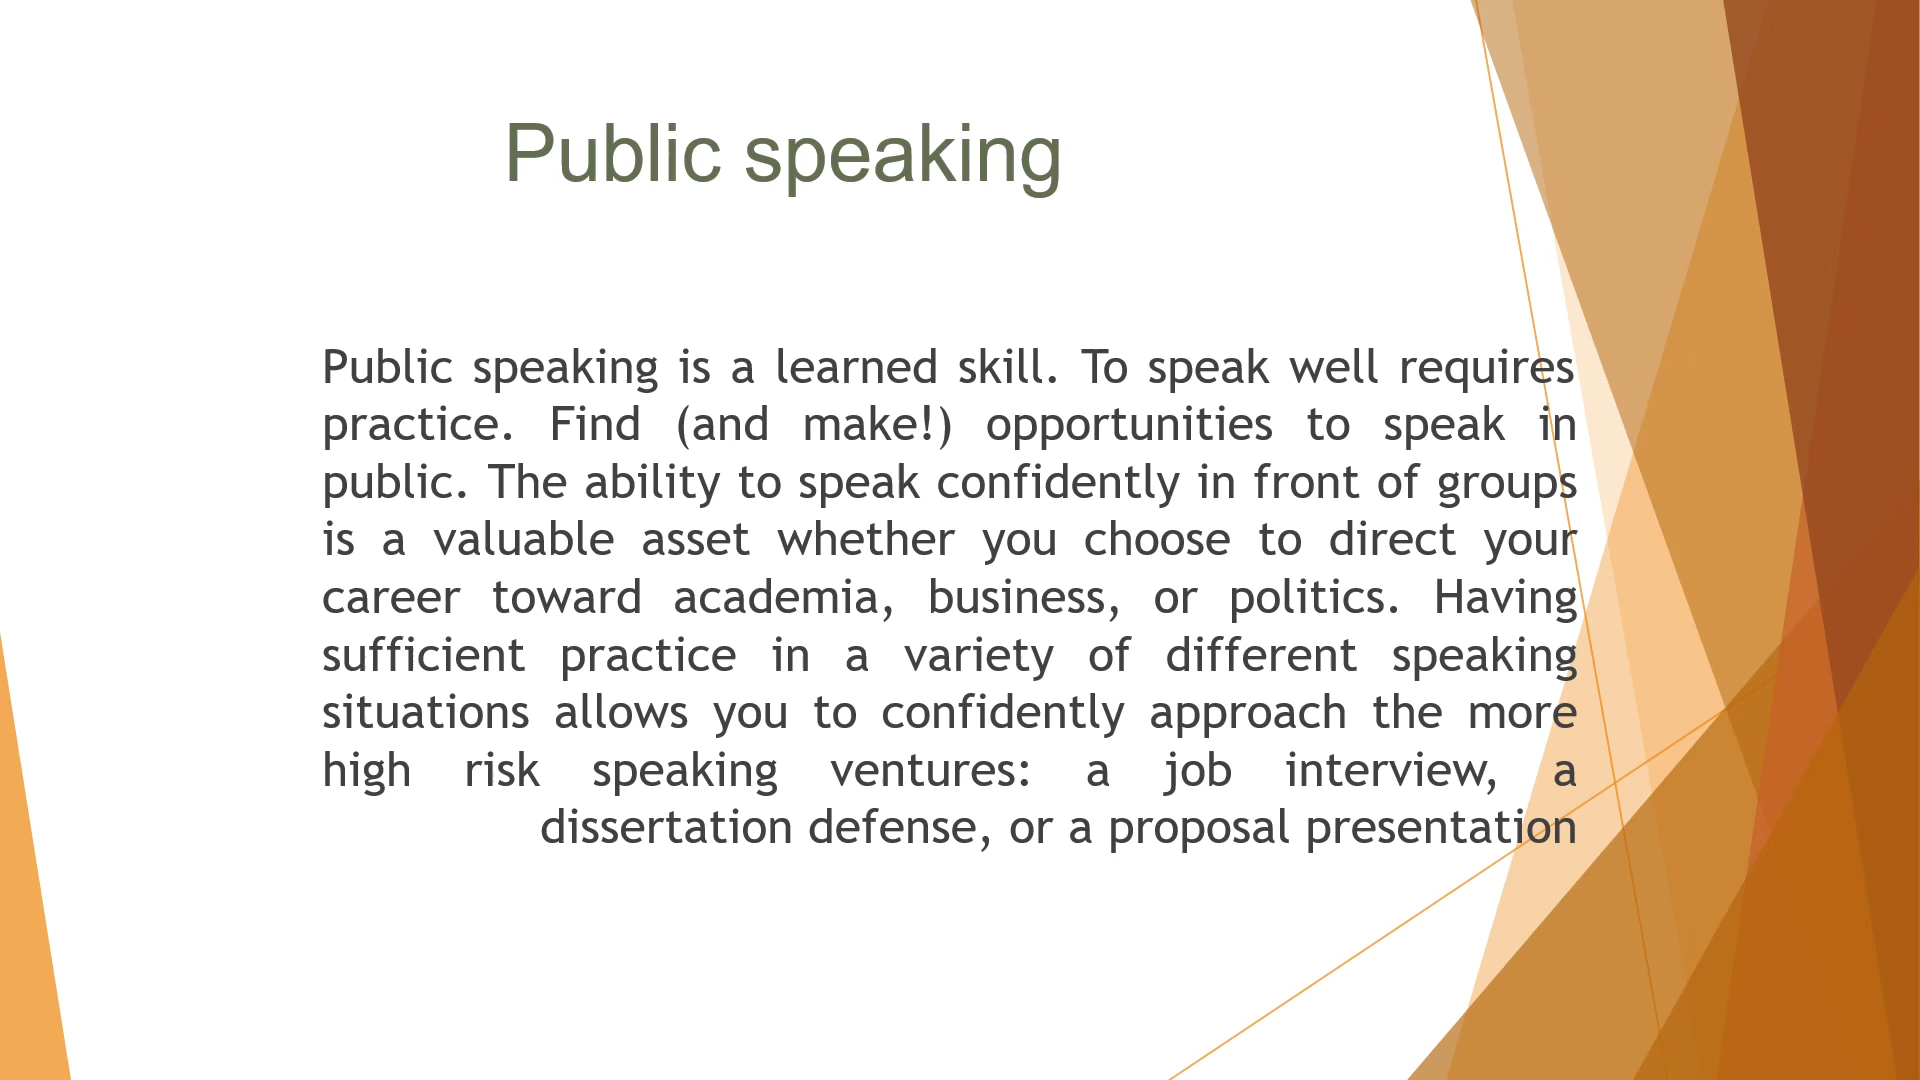 Public speaking
Public speaking is a learned skill. To speak well requires
practice. Find (and make!) opportunities to speak in
public. The ability to speak confidently in front of groups
is a valuable asset whether you choose to direct your
career toward academia, business, or politics. Having
sufficient practice in a variety of different speaking
situations allows you to confidently approach the more
high risk speaking ventures: a job interview, a
dissertation defense, or a proposal presentation